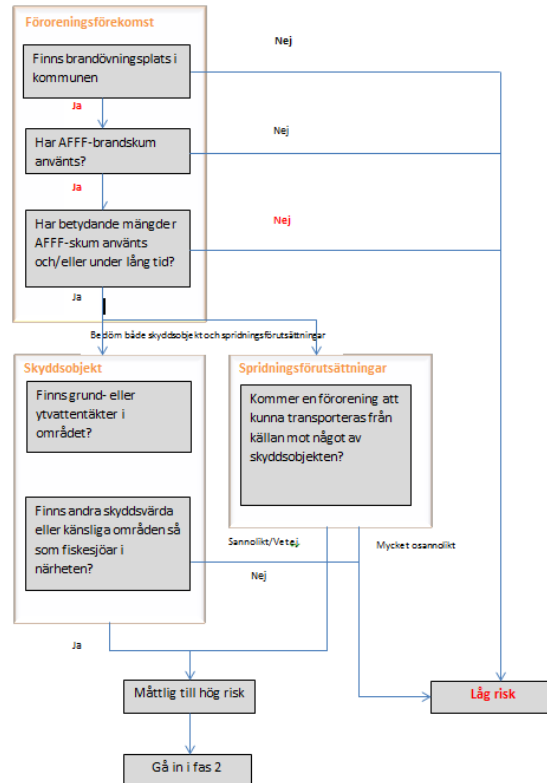 Föroreningsförekomst
Finns brandövningsplats i
kommunen
Nej
Ja
Har AFFF-brandskum
använts?
Nej
Ja
Har betydande mängder
AFFF-skum använts
och/eller under lång tid?
Nej
Ja
Bedöm både skyddsobjekt och spridningsförutsättningar
Skyddsobjekt
Finns grund- eller
ytvattentäkter i
området?
Finns andra skyddsvärda
eller känsliga områden så
som fiskesjöar i
närheten?
Spridningsförutsättningar
Kommer en förorening att
kunna transporteras från
källan mot något av
skyddsobjekten?
Sannolikt/Vet ej.
Mycket osannolikt
Nej
Ja
Måttlig till hög risk
Låg risk
Gå in i fas 2